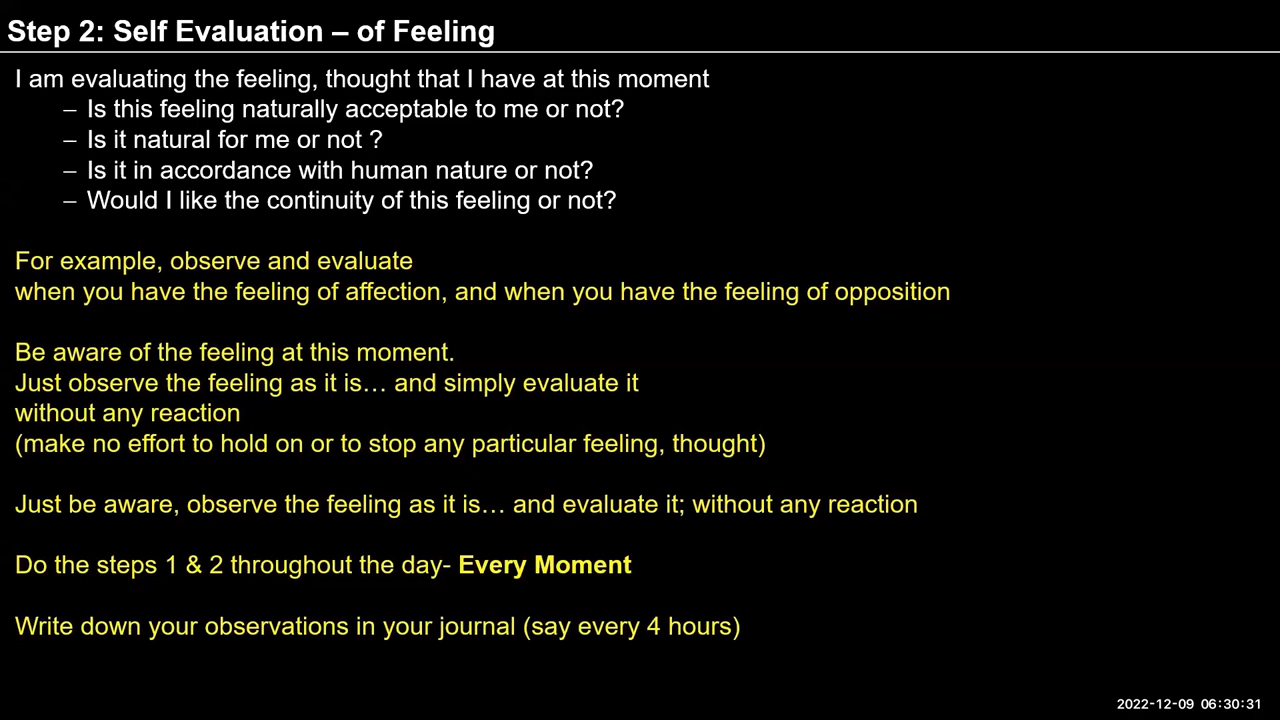 Step 2: Self Evaluation – of Feeling
I am evaluating the feeling, thought that I have at this moment
– Is this feeling naturally acceptable to me or not?
– Is it natural for me or not ?
– Is it in accordance with human nature or not?
– Would I like the continuity of this feeling or not?
For example, observe and evaluate
when you have the feeling of affection, and when you have the feeling of opposition
Be aware of the feeling at this moment.
Just observe the feeling as it is… and simply evaluate it
without any reaction
(make no effort to hold on or to stop any particular feeling, thought)
Just be aware, observe the feeling as it is… and evaluate it; without any reaction
Do the steps 1 & 2 throughout the day- Every Moment
Write down your observations in your journal (say every 4 hours)
2022-12-09 06:30:31